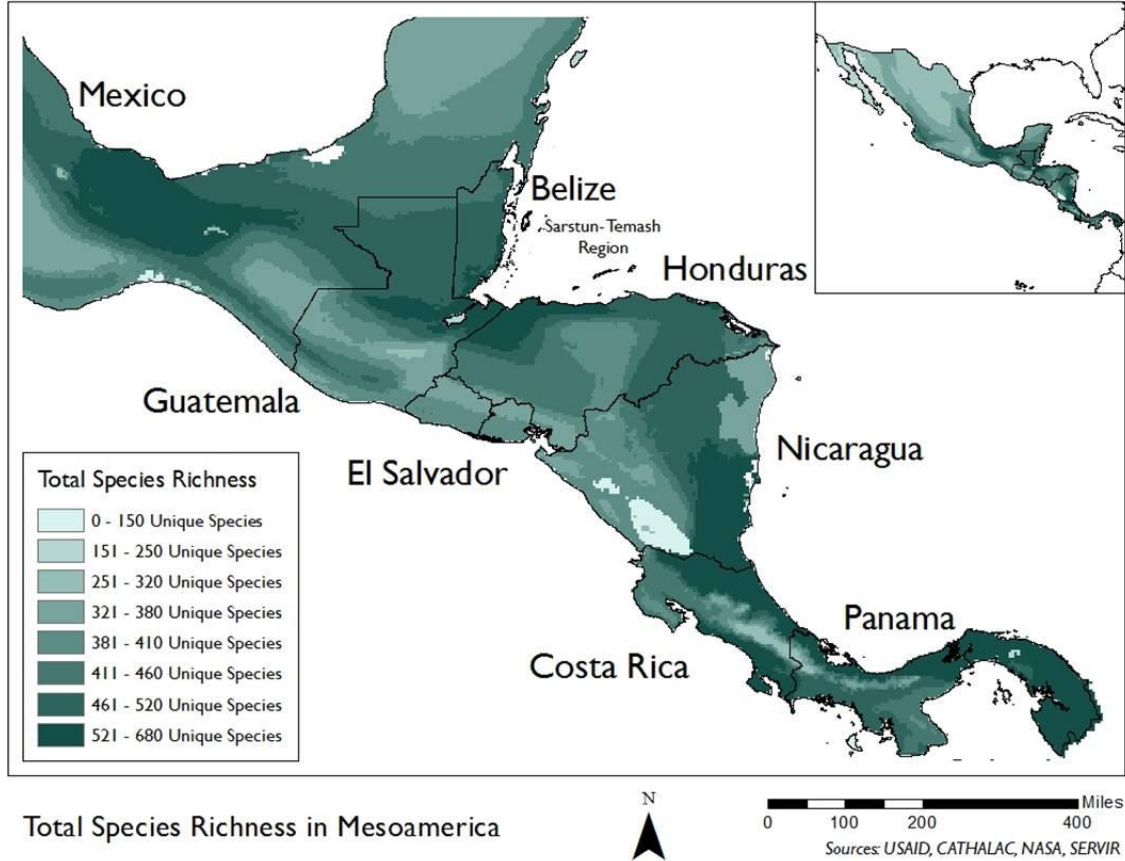 Mexico
Belize
Sarstun-Temash
Region
Honduras
Guatemala
El Salvador
Nicaragua
Costa Rica
Panama
Total Species Richness
0 - 150 Unique Species
151 - 250 Unique Species
251 - 320 Unique Species
321 - 380 Unique Species
381 - 410 Unique Species
411 - 460 Unique Species
461 - 520 Unique Species
521 - 680 Unique Species
Total Species Richness in Mesoamerica
N
Miles
0 100 200 400
Sources: USAID, CATHALAC, NASA, SERVIR